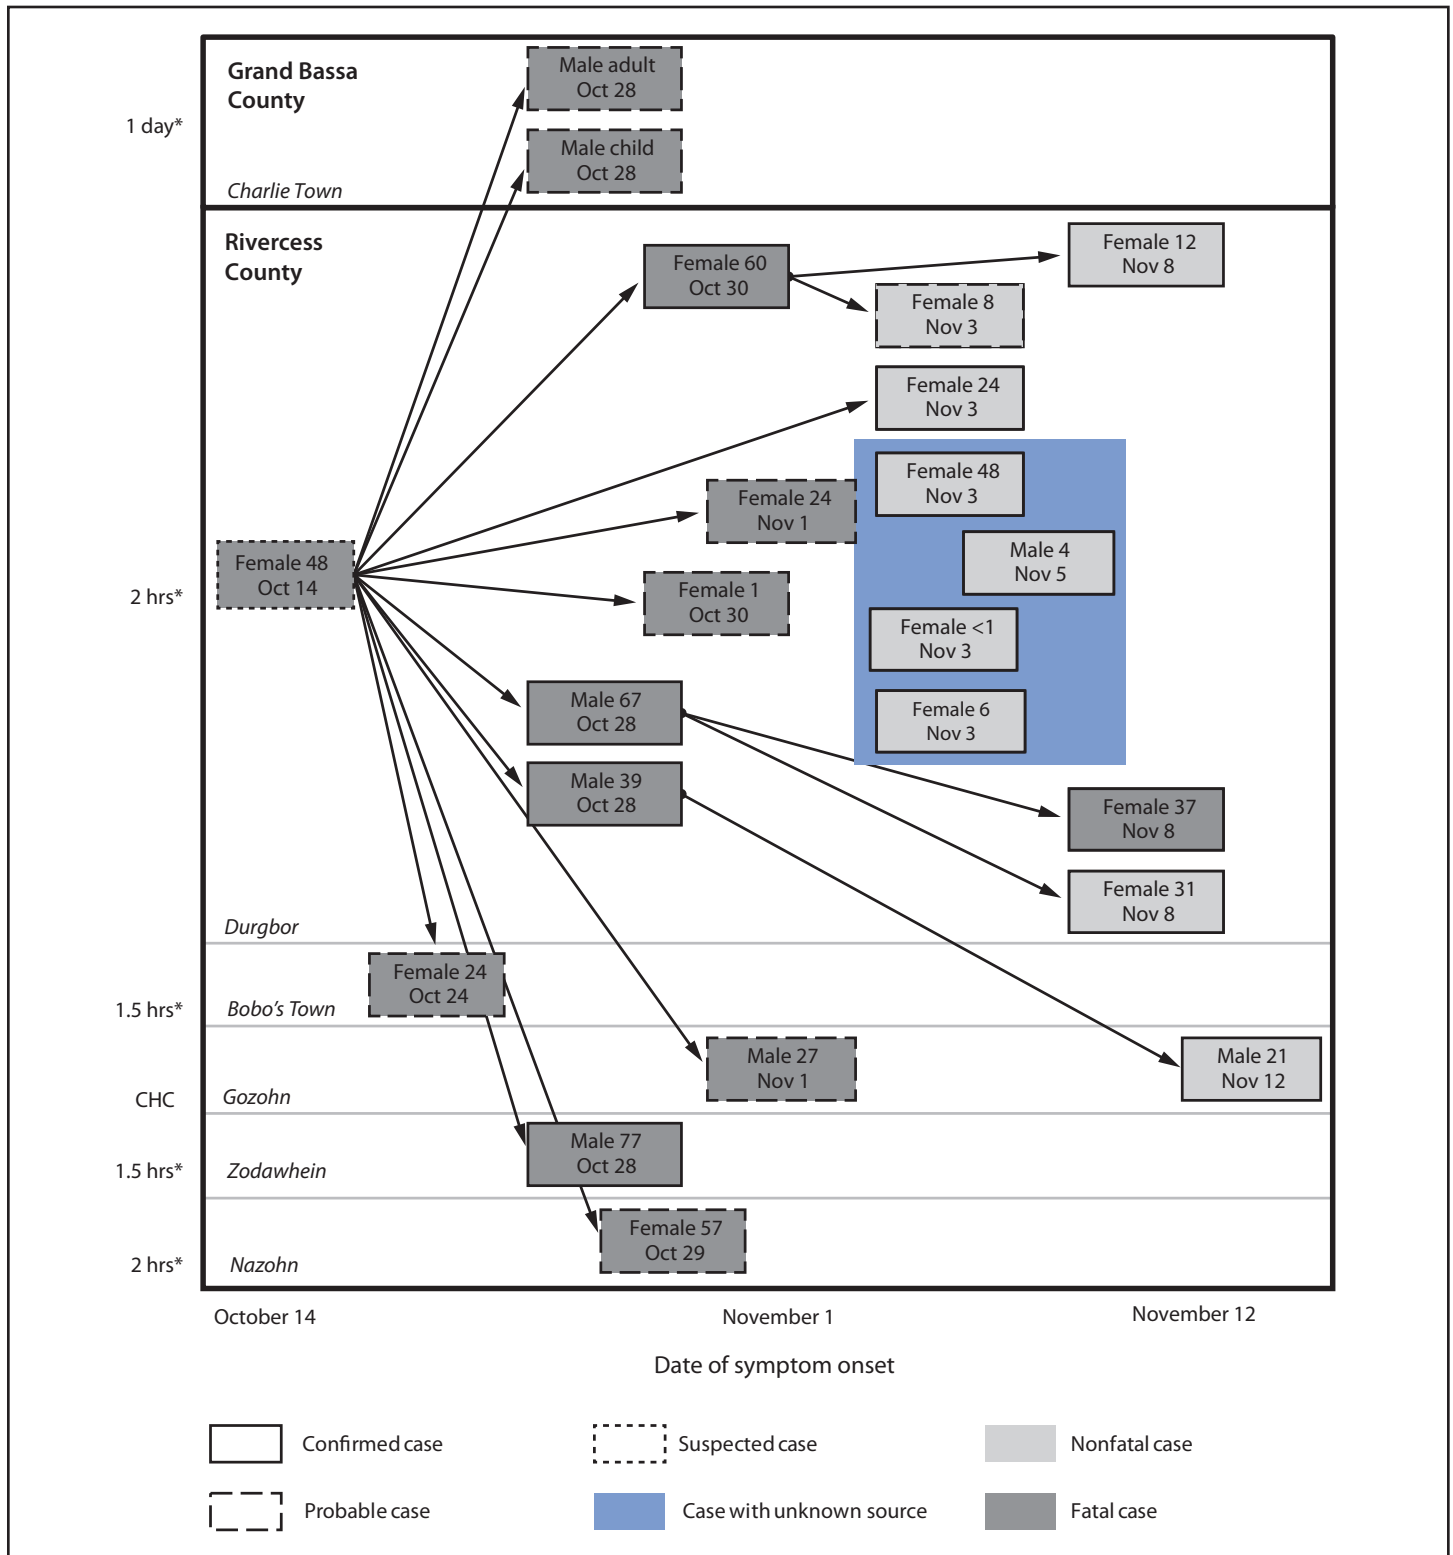 Grand Bassa
County
Male adult
Oct 28
1 day*
Male child
Oct 28
Charlie Town
Rivercess
County
Female 60
Oct 30
Female 12
Nov 8
Female 8
Nov 3
Female 24
Nov 3
Female 48
Nov 3
Female 24
Nov 1
Male 4
Nov 5
Female 48
Oct 14
2 hrs*
Female 1
Oct 30
Female <1
Nov 3
Male 67
Oct 28
Female 6
Nov 3
Male 39
Oct 28
Female 37
Nov 8
Female 31
Nov 8
Durgbor
Female 24
Oct 24
1.5 hrs*
Bobo's Town
Male 27
Nov 1
Male 21
Nov 12
CHC
Gozohn
Male 77
Oct 28
1.5 hrs*
Zodawhein
Female 57
Oct 29
2 hrs*
Nazohn
October 14
November 1
November 12
Date of symptom onset
Confirmed case
Suspected case
Nonfatal case
Probable case
Case with unknown source
Fatal case